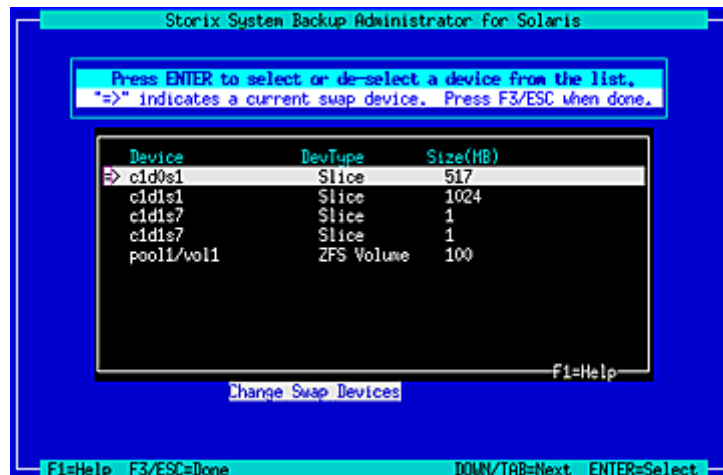 Storix System Backup Administrator for Solaris
Press ENTER to select or de-select a device from the list.
"=>" indicates a current swap device. Press F3/ESC when done.
Device DevType Size(MB)
=> c1d0s1 Slice 517
c1d1s1 Slice 1024
c1d1s7 Slice 1
c1d1s7 Slice 1
pool1/vol1 ZFS Volume 100
F1=Help
Change Swap Devices
F1=Help F3/ESC=Done DOWN/TAB=Next ENTER=Select